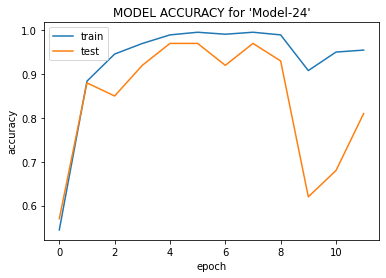 MODEL ACCURACY for 'Model-24'
train
test
1.0
0.9
0.8
0.7
0.6
accuracy
0 2 4 6 8 10
epoch